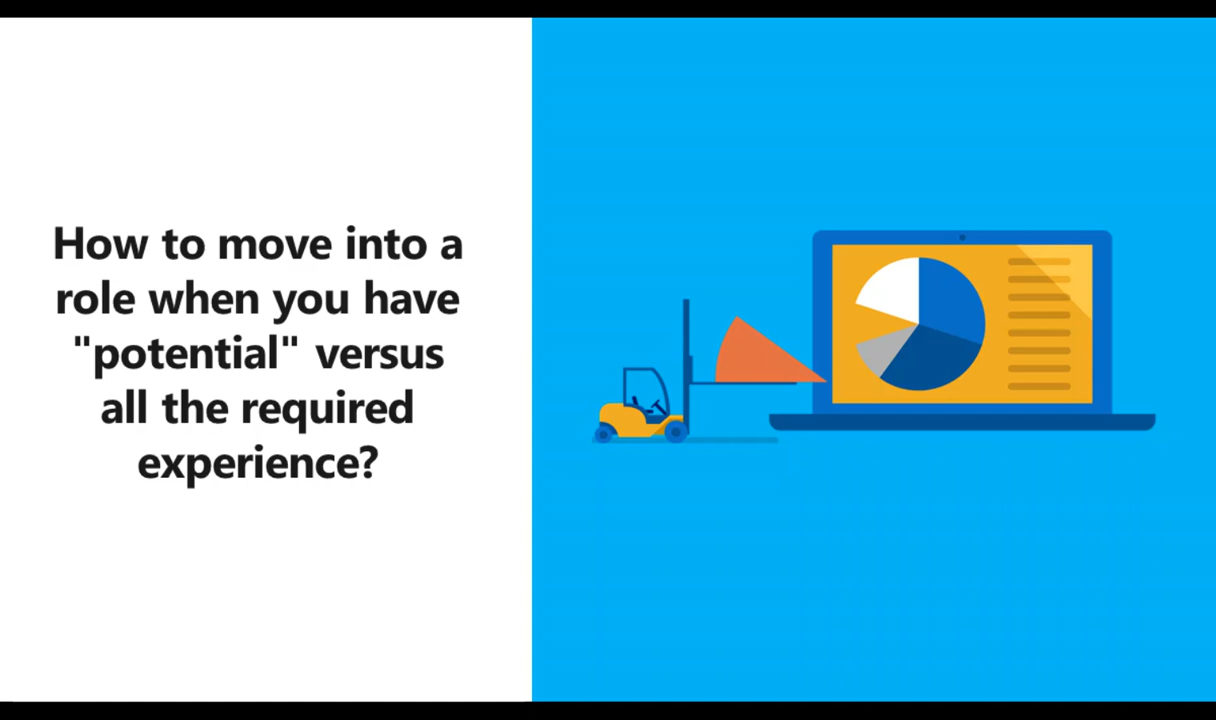 How to move into a
role when you have
"potential" versus
all the required
experience?